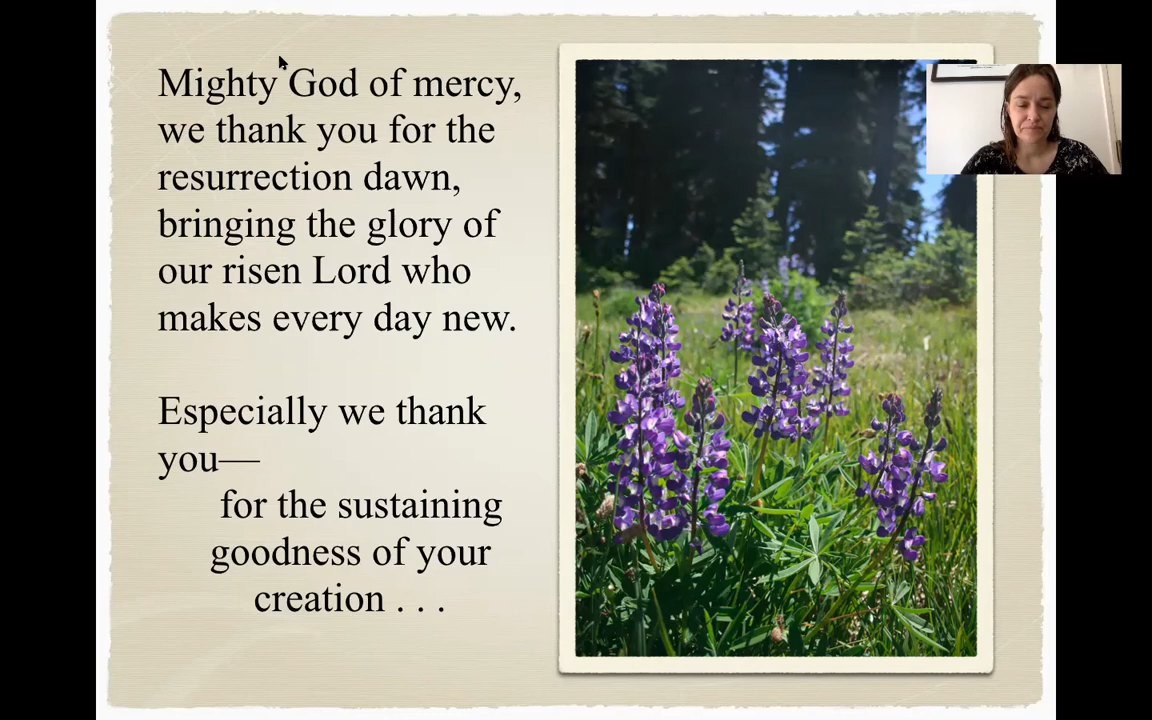 Mighty God of mercy,
we thank you for the
resurrection dawn,
bringing the glory of
our risen Lord who
makes every day new.
Especially we thank
you—
for the sustaining
goodness of your
creation . . .